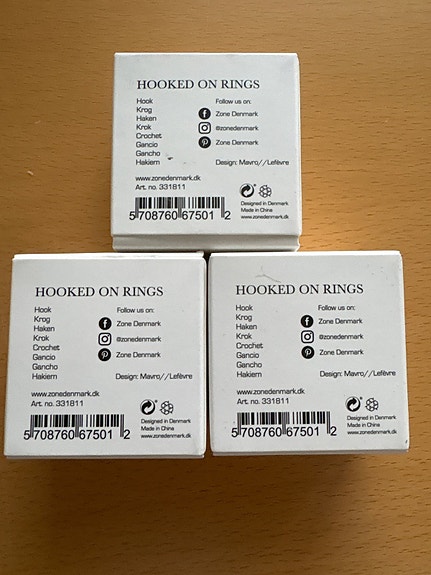 HOOKED ON RINGS
Hook
Krog
Haken
Krok
Crochet
Gancio
Gancho
Hakiem
Follow us on:
Zone Denmark
@zonedenmark
Zone Denmark
Design: Mavro//Lefèvre
www.zonedenmark.dk
Art. no. 331811
5 708760 67501 2
Designed in Denmark
Made in China
www.zonedenmark.dk
HOOKED ON RINGS
Hook
Krog
Haken
Krok
Crochet
Gancio
Gancho
Hakiem
Follow us on:
Zone Denmark
@zonedenmark
Zone Denmark
Design: Mavro//Lefèvre
www.zonedenmark.dk
Art. no. 331811
5 708760 67501 2
Designed in Denmark
Made in China
www.zonedenmark.dk
HOOKED ON RINGS
Hook
Krog
Haken
Krok
Crochet
Gancio
Gancho
Hakiem
Follow us on:
Zone Denmark
@zonedenmark
Zone Denmark
Design: Mavro//Lefèvre
www.zonedenmark.dk
Art. no. 331811
5 708760 67501 2
Designed in Denmark
Made in China
www.zonedenmark.dk